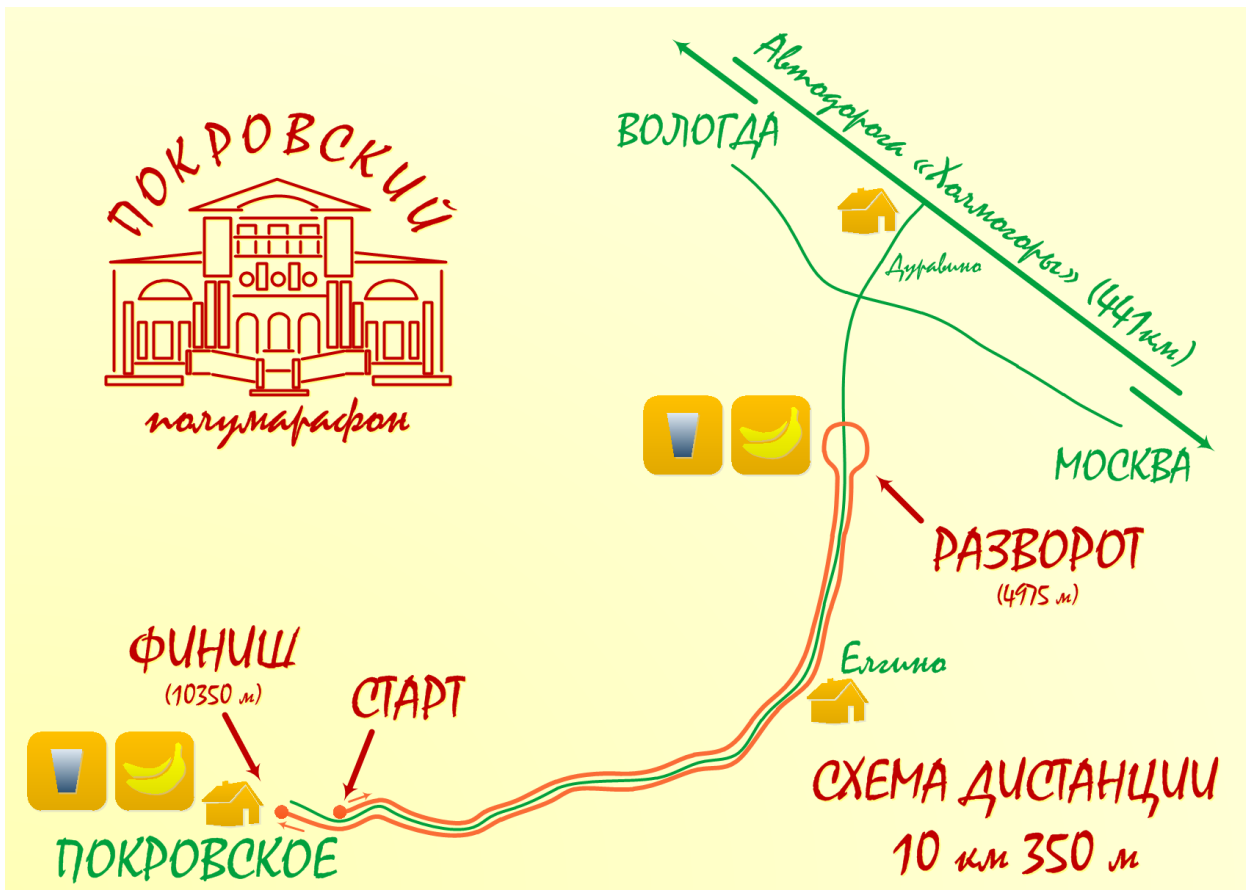 ПОКРОВСКИЙ
полумарафон
Автодорога «Холмогоры» (441км)
ВОЛОГДА
Дуравино
МОСКВА
РАЗВОРОТ
(4975 м)
Елгино
ФИНИШ
(10350 м)
СТАРТ
ПОКРОВСКОЕ
СХЕМА ДИСТАНЦИИ
10 км 350 м